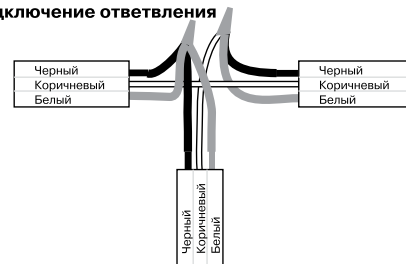 дключение ответвления
Черный
Коричневый
Белый
Черный
Коричневый
Белый
Черный
Коричневый
Белый